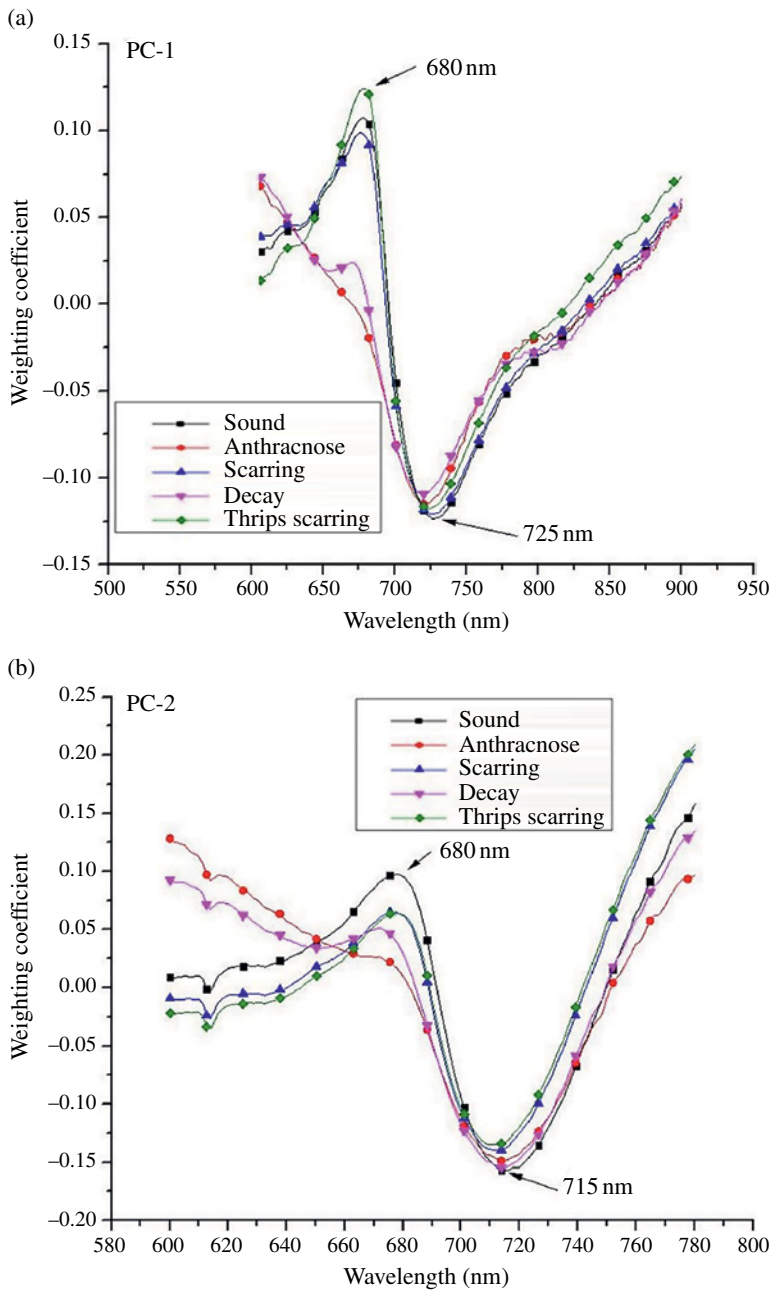 (a)
PC-1
0.15
0.10
0.05
0.00
–0.05
–0.10
–0.15
Weighting coefficient
680 nm
725 nm
Sound
Anthracnose
Scarring
Decay
Thrips scarring
500 550 600 650 700 750 800 850 900 950
Wavelength (nm)
(b)
PC-2
0.25
0.20
0.15
0.10
0.05
0.00
–0.05
–0.10
–0.15
–0.20
Weighting coefficient
Sound
Anthracnose
Scarring
Decay
Thrips scarring
680 nm
715 nm
580 600 620 640 660 680 700 720 740 760 780 800
Wavelength (nm)